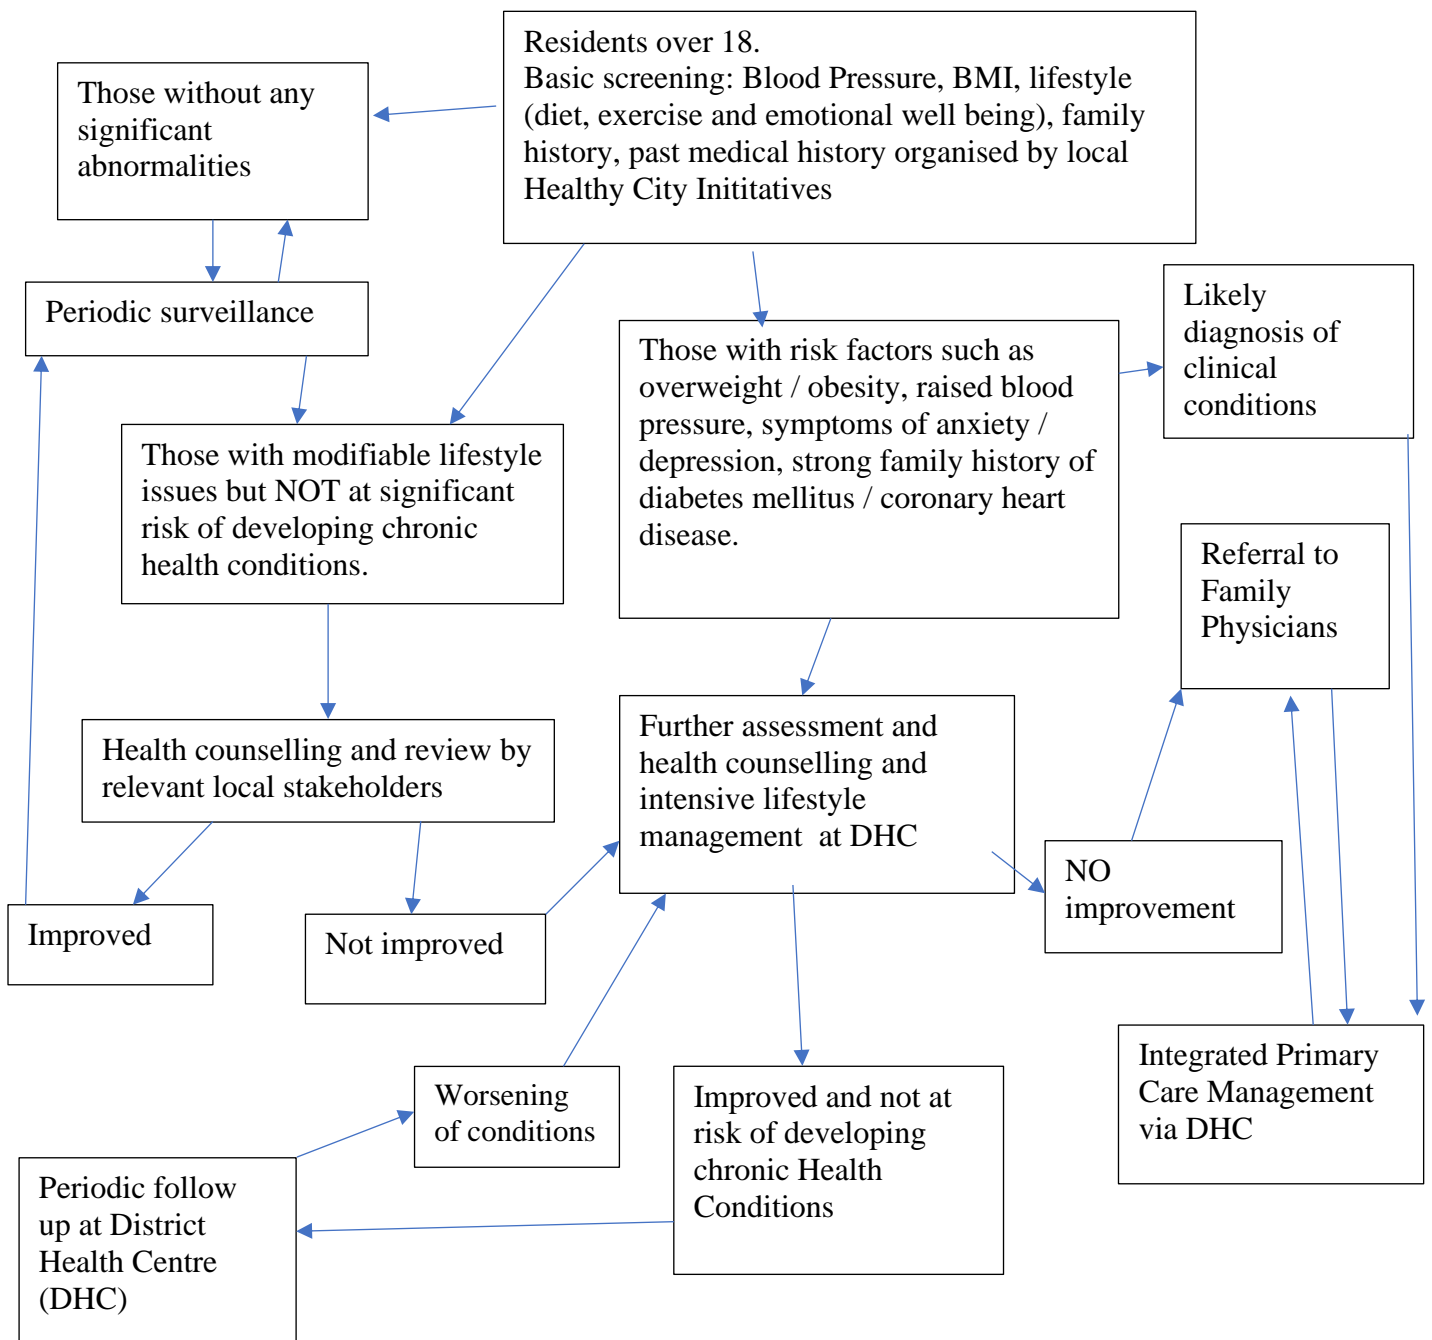 Residents over 18.
Basic screening: Blood Pressure, BMI, lifestyle
(diet, exercise and emotional well being), family
history, past medical history organised by local
Healthy City Inititatives
Those without any
significant
abnormalities
Periodic surveillance
Likely
diagnosis of
clinical
conditions
Those with risk factors such as
overweight / obesity, raised blood
pressure, symptoms of anxiety /
depression, strong family history of
diabetes mellitus / coronary heart
disease.
Those with modifiable lifestyle
issues but NOT at significant
risk of developing chronic
health conditions.
Referral to
Family
Physicians
Health counselling and review by
relevant local stakeholders
Further assessment and
health counselling and
intensive lifestyle
management at DHC
NO
improvement
Improved
Not improved
Worsening
of conditions
Improved and not at
risk of developing
chronic Health
Conditions
Integrated Primary
Care Management
via DHC
Periodic follow
up at District
Health Centre
(DHC)